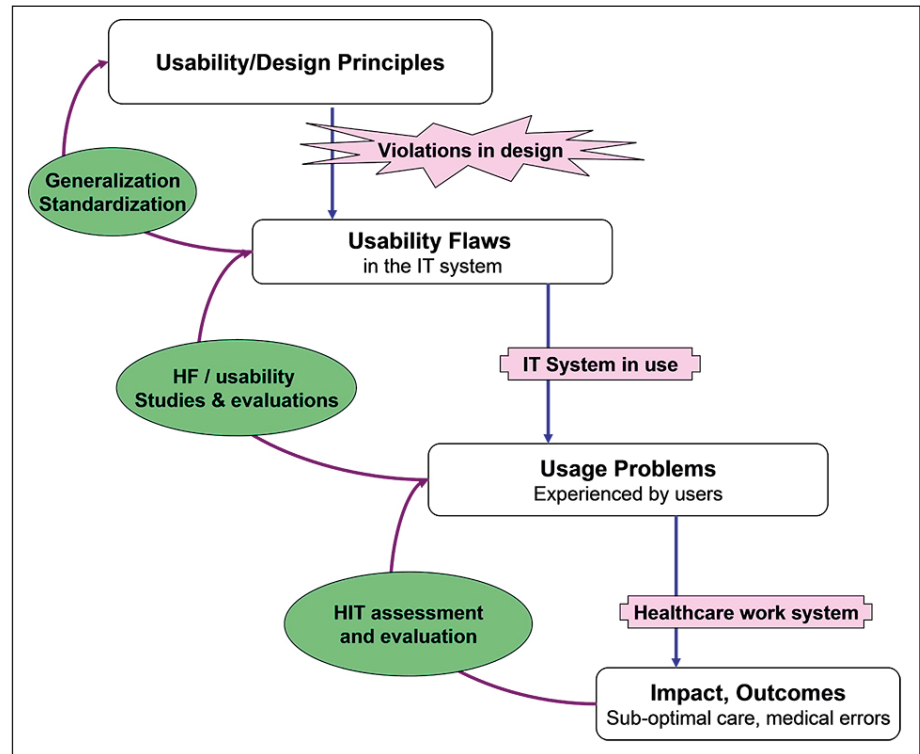 Usability/Design Principles
Violations in design
Generalization
Standardization
Usability Flaws
in the IT system
IT System in use
HF / usability
Studies & evaluations
Usage Problems
Experienced by users
Healthcare work system
HIT assessment
and evaluation
Impact, Outcomes
Sub-optimal care, medical errors